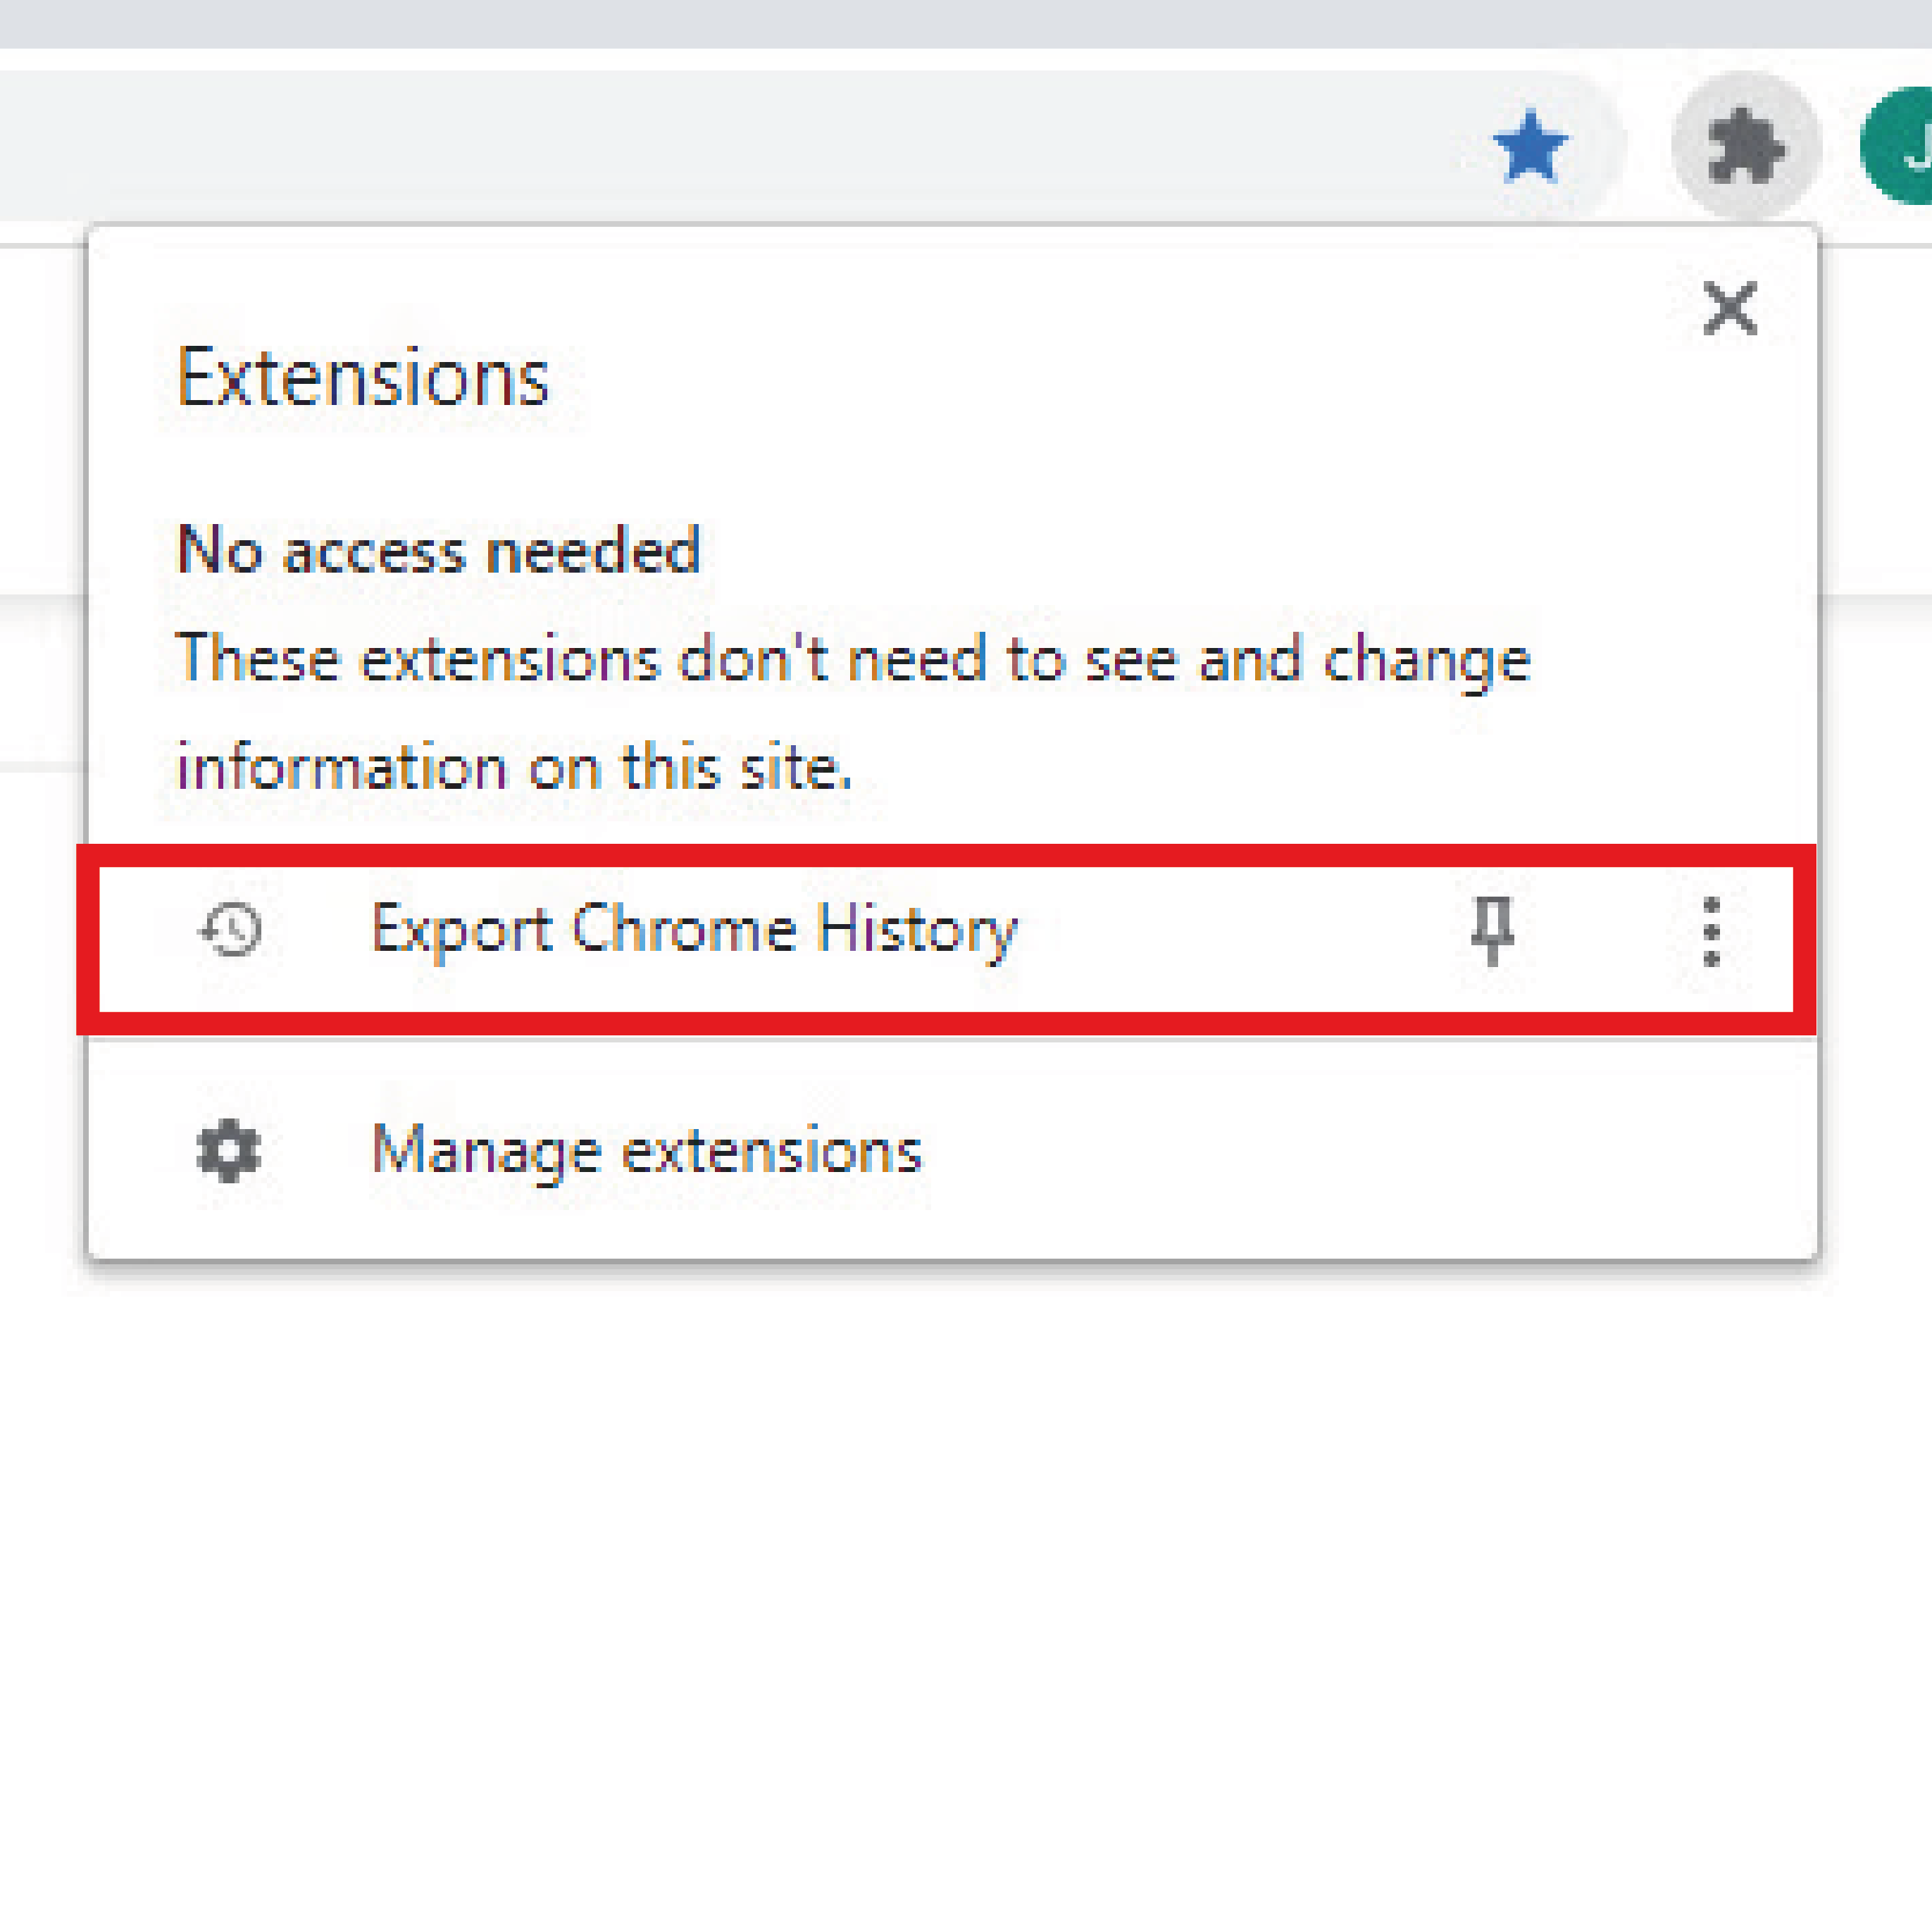 J
Extensions
No access needed
These extensions don't need to see and change
information on this site.
Export Chrome History
Manage extensions